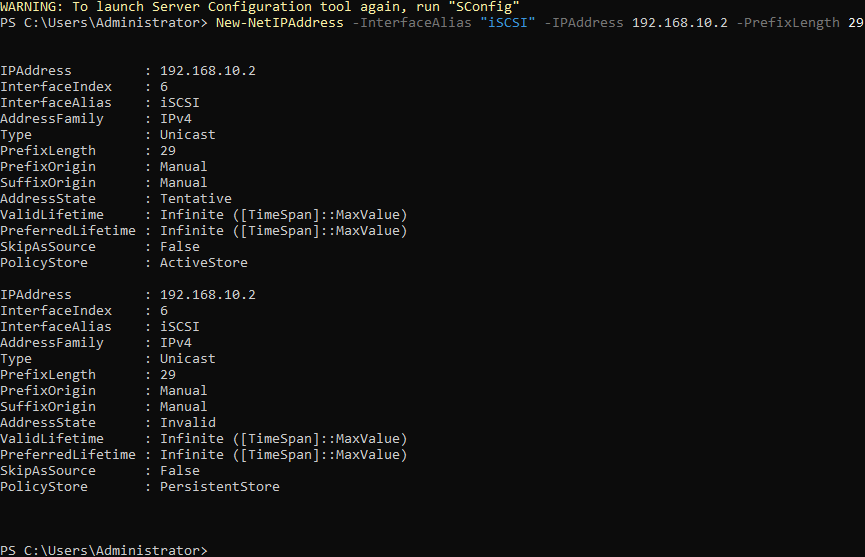 WARNING: To launch Server Configuration tool again, run "SConfig"
PS C:\Users\Administrator> New-NetIPAddress -InterfaceAlias "iSCSI" -IPAddress 192.168.10.2 -PrefixLength 29
IPAddress         : 192.168.10.2
InterfaceIndex    : 6
InterfaceAlias    : iSCSI
AddressFamily     : IPv4
Type              : Unicast
PrefixLength      : 29
PrefixOrigin      : Manual
SuffixOrigin      : Manual
AddressState      : Tentative
ValidLifetime     : Infinite ([TimeSpan]::MaxValue)
PreferredLifetime : Infinite ([TimeSpan]::MaxValue)
SkipAsSource      : False
PolicyStore       : ActiveStore
IPAddress         : 192.168.10.2
InterfaceIndex    : 6
InterfaceAlias    : iSCSI
AddressFamily     : IPv4
Type              : Unicast
PrefixLength      : 29
PrefixOrigin      : Manual
SuffixOrigin      : Manual
AddressState      : Invalid
ValidLifetime     : Infinite ([TimeSpan]::MaxValue)
PreferredLifetime : Infinite ([TimeSpan]::MaxValue)
SkipAsSource      : False
PolicyStore       : PersistentStore
PS C:\Users\Administrator>